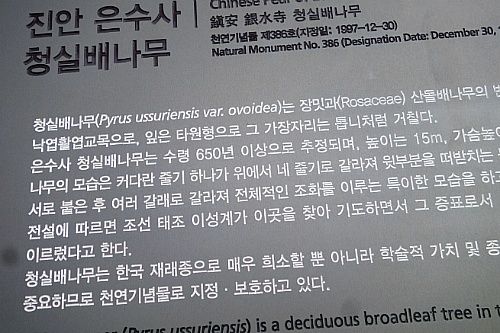 진안 은수사
청실배나무
Chinese Pear of
鎭安 銀水寺 청실배나무
천연기념물 제386호(지정일: 1997-12-30)
Natural Monument No. 386 (Designation Date: December 30, 1
청실배나무(Pyrus ussuriensis var. ovoidea)는 장밋과(Rosaceae) 산돌배나무의
낙엽활엽교목으로, 잎은 타원형으로 그 가장자리는 톱니처럼 거칠다.
은수사 청실배나무는 수령 650년 이상으로 추정되며, 높이는 15m, 가슴높이
나무의 모습은 커다란 줄기 하나가 위에서 네 줄기로 갈라져 윗부분을 떠받치는
서로 붙은 후 여러 갈래로 갈라져 전체적인 조화를 이루는 특이한 모습을 하고
전설에 따르면 조선 태조 이성계가 이곳을 찾아 기도하면서 그 증표로서
이르렀다고 한다.
청실배나무는 한국 재래종으로 매우 희소할 뿐 아니라 학술적 가치 및 종
중요하므로 천연기념물로 지정 · 보호하고 있다.
(Pyrus ussuriensis) is a deciduous broadleaf tree in t